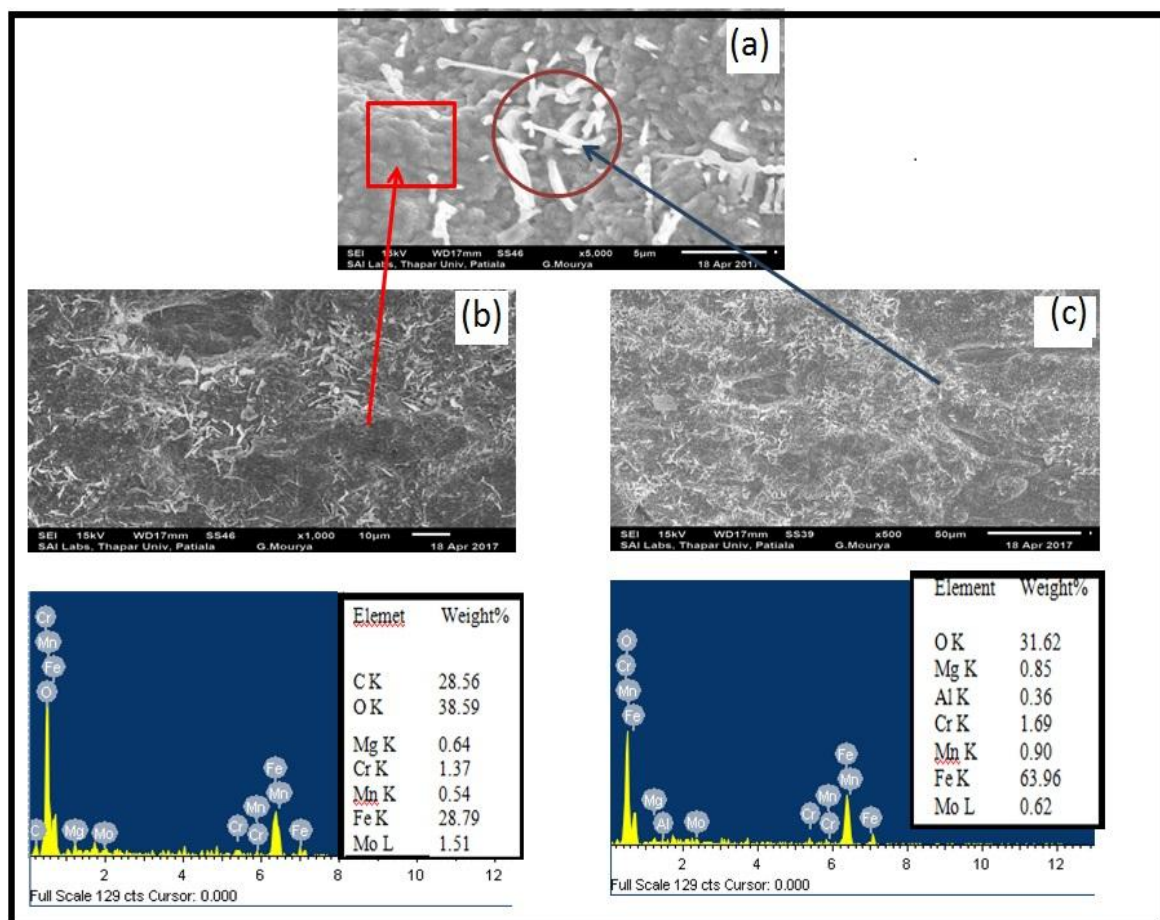 (a)
SEI 15kV WD17mm SS46 x5,000 5µm
SAI Labs, Thapar Univ, Patiala G.Mourya 18 Apr 2017
(b)
SEI 15kV WD17mm SS46 x1,000 10µm
SAI Labs, Thapar Univ, Patiala G.Mourya 18 Apr 2017
(c)
SEI 15kV WD17mm SS39 x500 50µm
SAI Labs, Thapar Univ, Patiala G.Mourya 18 Apr 2017
Cr
Mn
Fe
O
C
Mg
Mo
Cr
Mn
Cr
Fe
Mn
Fe
2 4 6 8 10 12
Full Scale 129 cts Cursor: 0.000
Elemet Weight%
C K 28.56
O K 38.59
Mg K 0.64
Cr K 1.37
Mn K 0.54
Fe K 28.79
Mo L 1.51
O
Cr
Mn
Fe
Mg
Al
Mo
Cr
Mn
Cr
Fe
Mn
Fe
2 4 6 8 10 12
Full Scale 129 cts Cursor: 0.000
Element Weight%
O K 31.62
Mg K 0.85
Al K 0.36
Cr K 1.69
Mn K 0.90
Fe K 63.96
Mo L 0.62